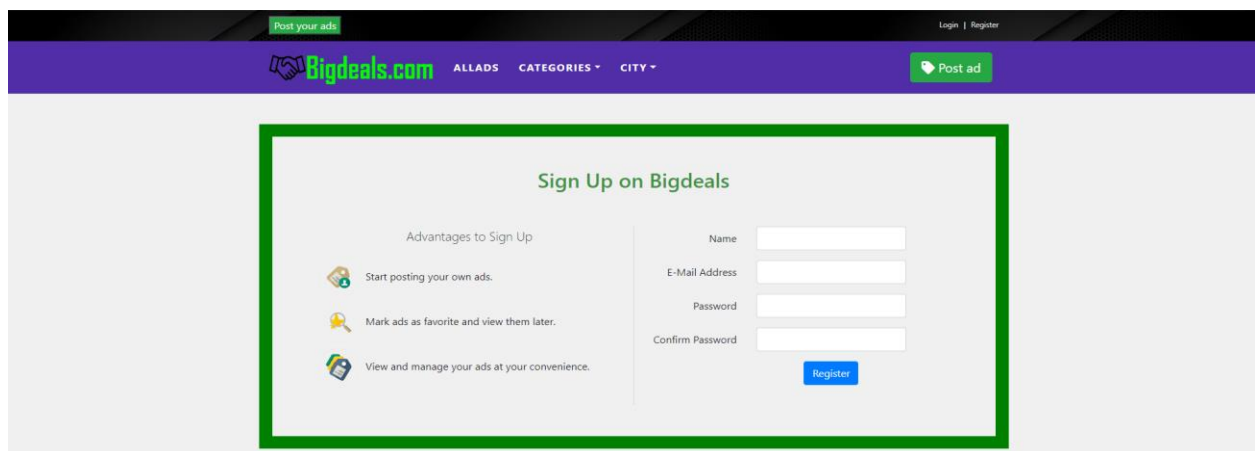 Post your ads
Login | Register
Bigdeals.com ALLADS CATEGORIES CITY Post ad
Sign Up on Bigdeals
Advantages to Sign Up
Start posting your own ads.
Mark ads as favorite and view them later.
View and manage your ads at your convenience.
Name
E-Mail Address
Password
Confirm Password
Register